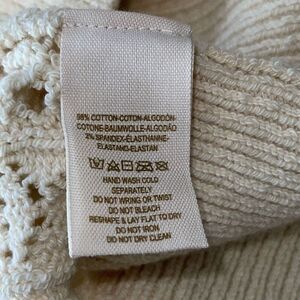 98% COTTON-COTON-ALGODÓN-
COTONE-BAUMWOLLE-ALGODÃO
2% SPANDEX-ÉLASTHANNE-
ELASTANO-ELASTAN
HAND WASH COLD
SEPARATELY
DO NOT WRING OR TWIST
DO NOT BLEACH
RESHAPE & LAY FLAT TO DRY
DO NOT IRON
DID NOT DRY CLEAN